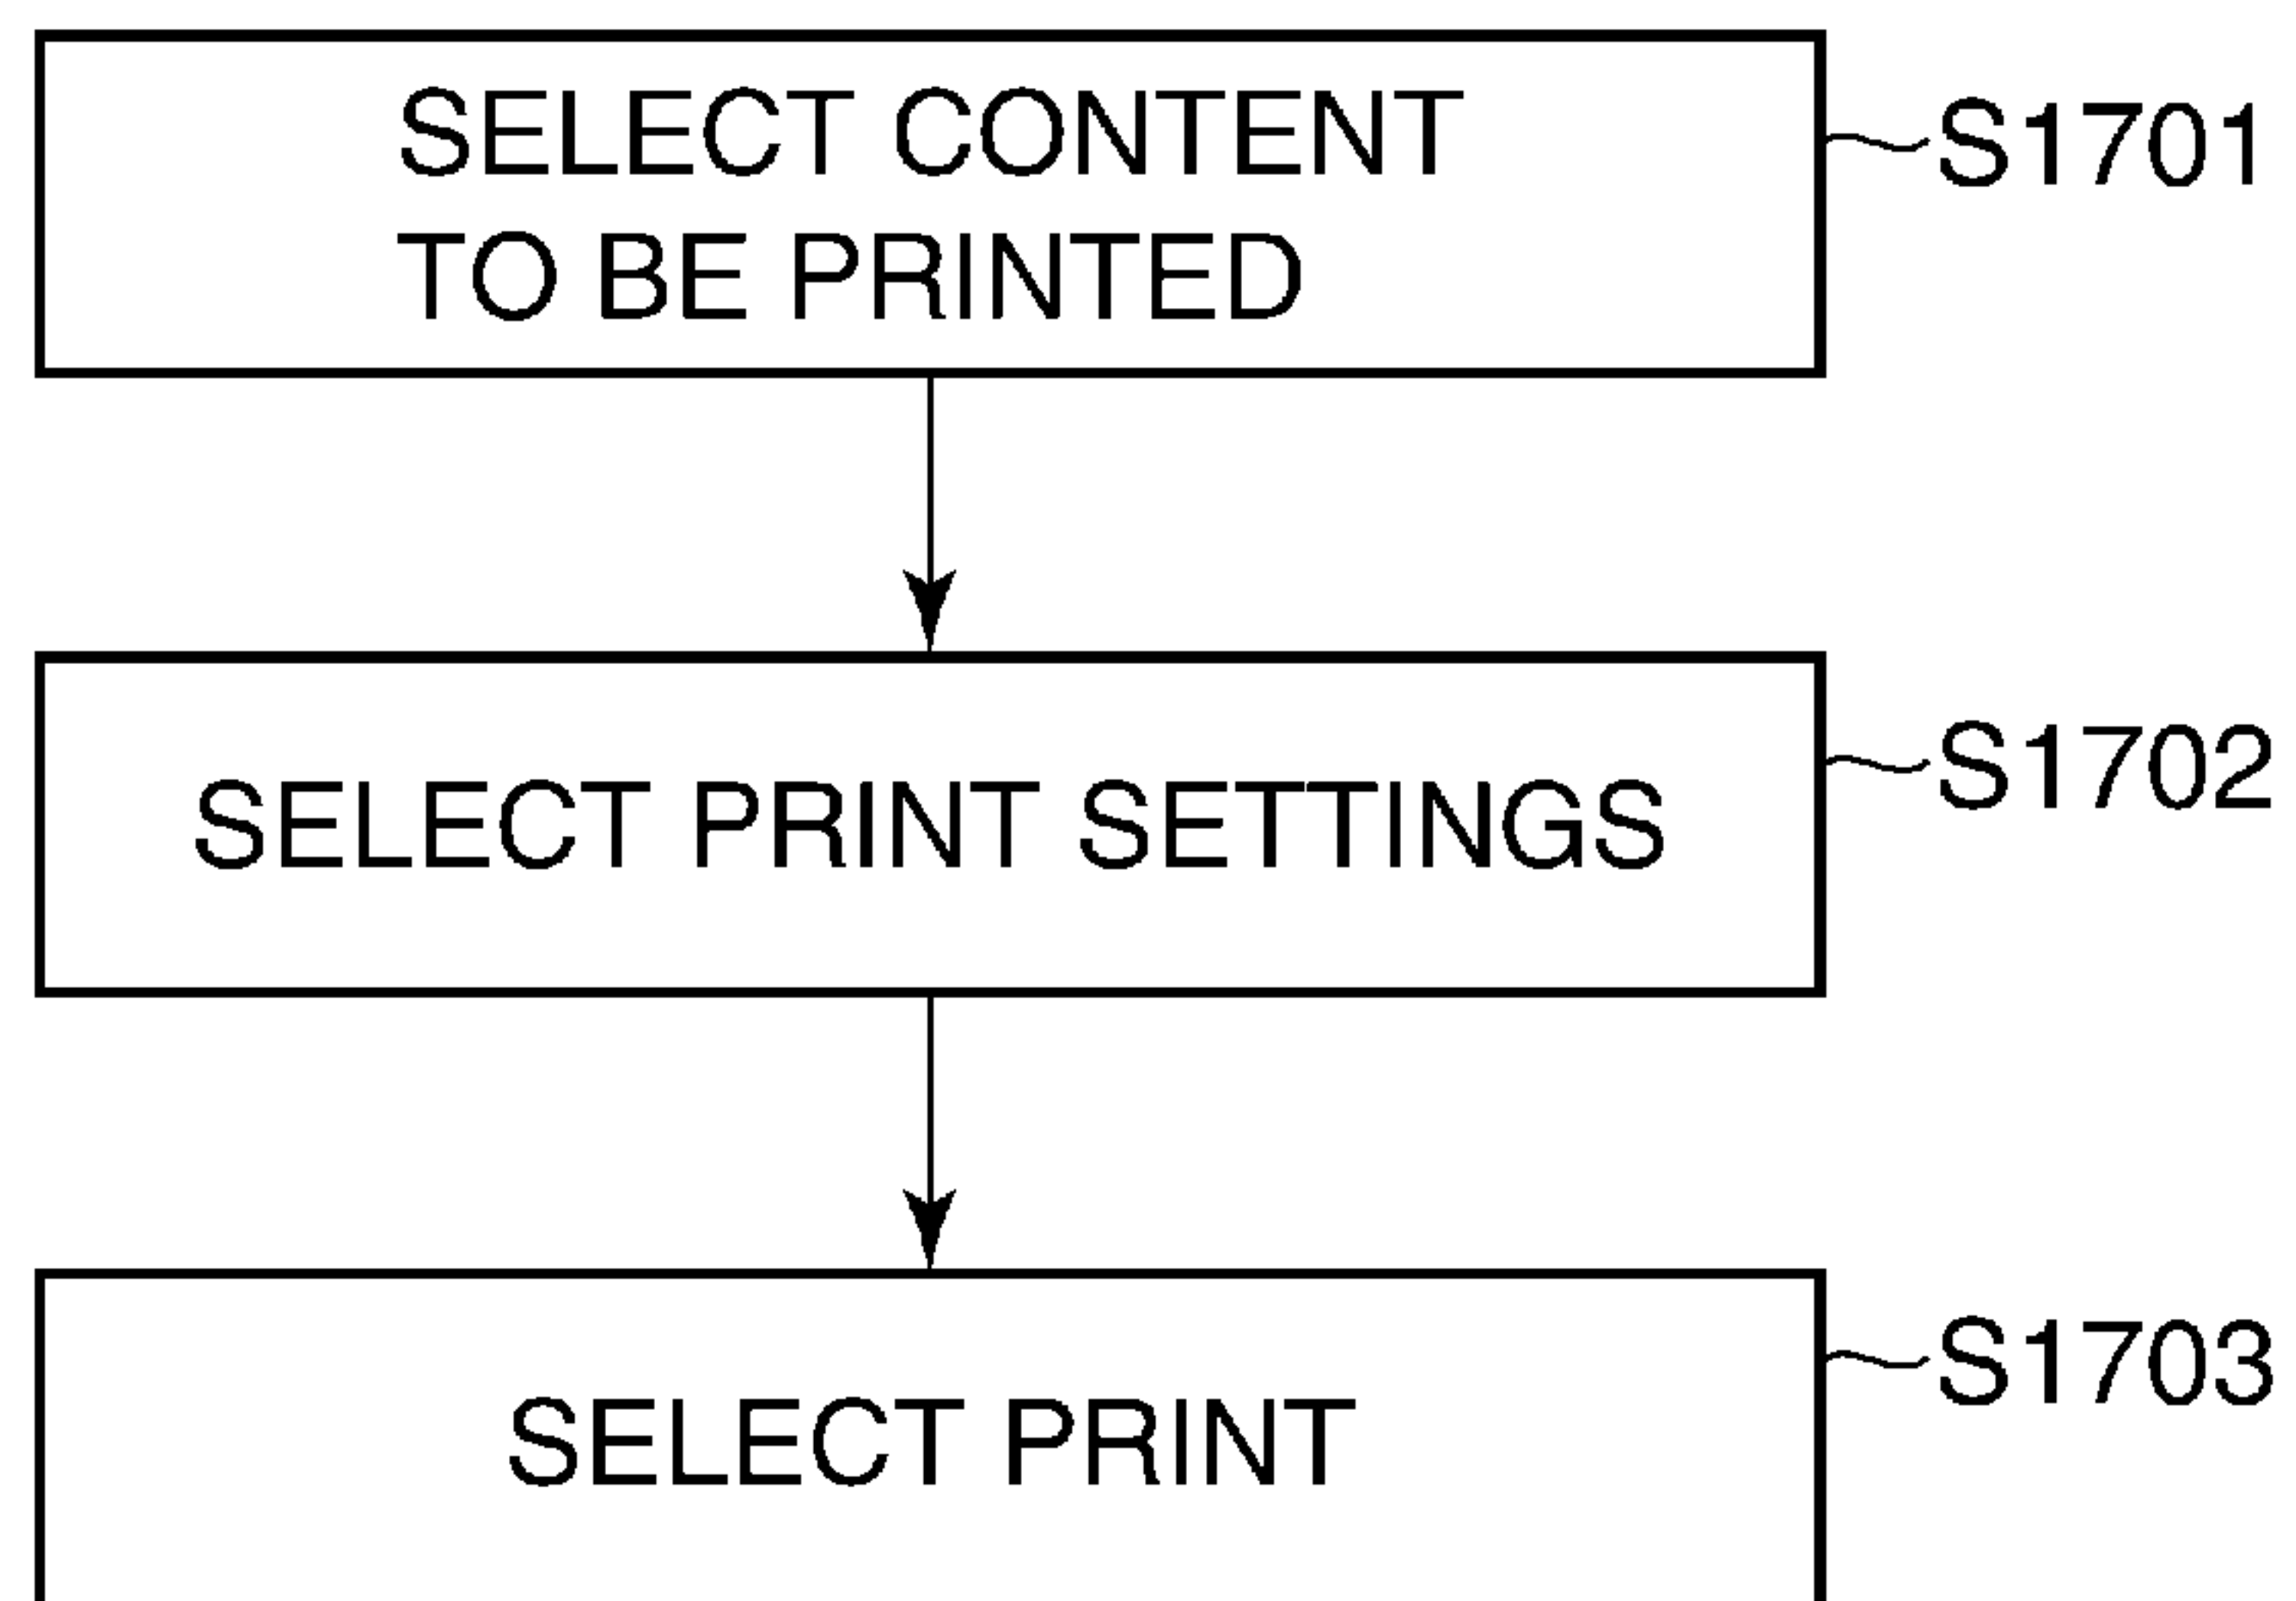 SELECT CONTENT
TO BE PRINTED
S1701
SELECT PRINT SETTINGS
S1702
SELECT PRINT
S1703